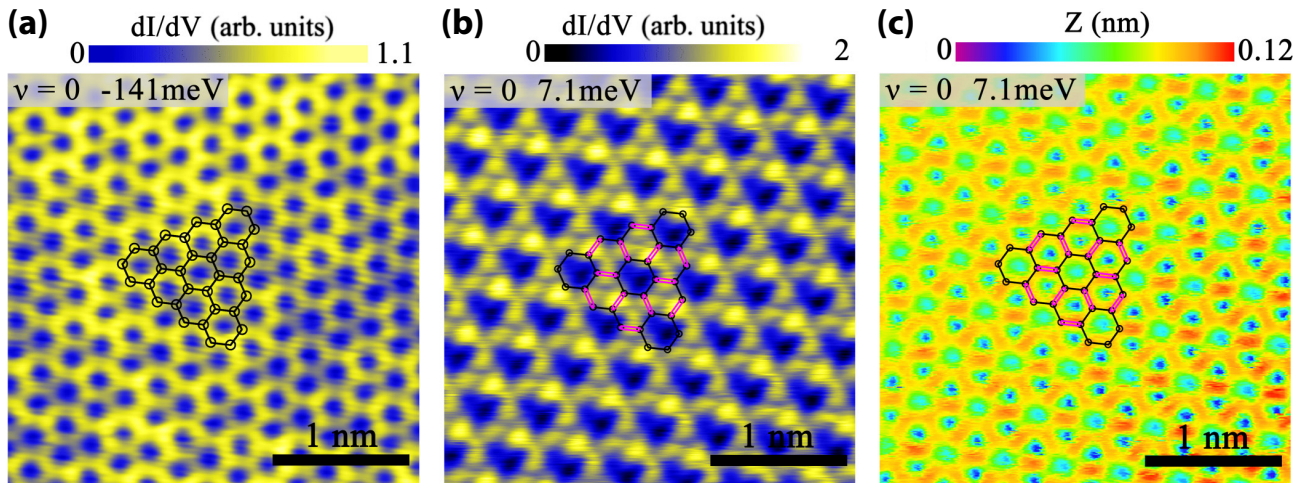 (a) dI/dV (arb. units)
0 1.1
ν = 0 -141meV
1 nm
(b) dI/dV (arb. units)
0 2
ν = 0 7.1meV
1 nm
(c) Z (nm)
0 0.12
ν = 0 7.1meV
1 nm